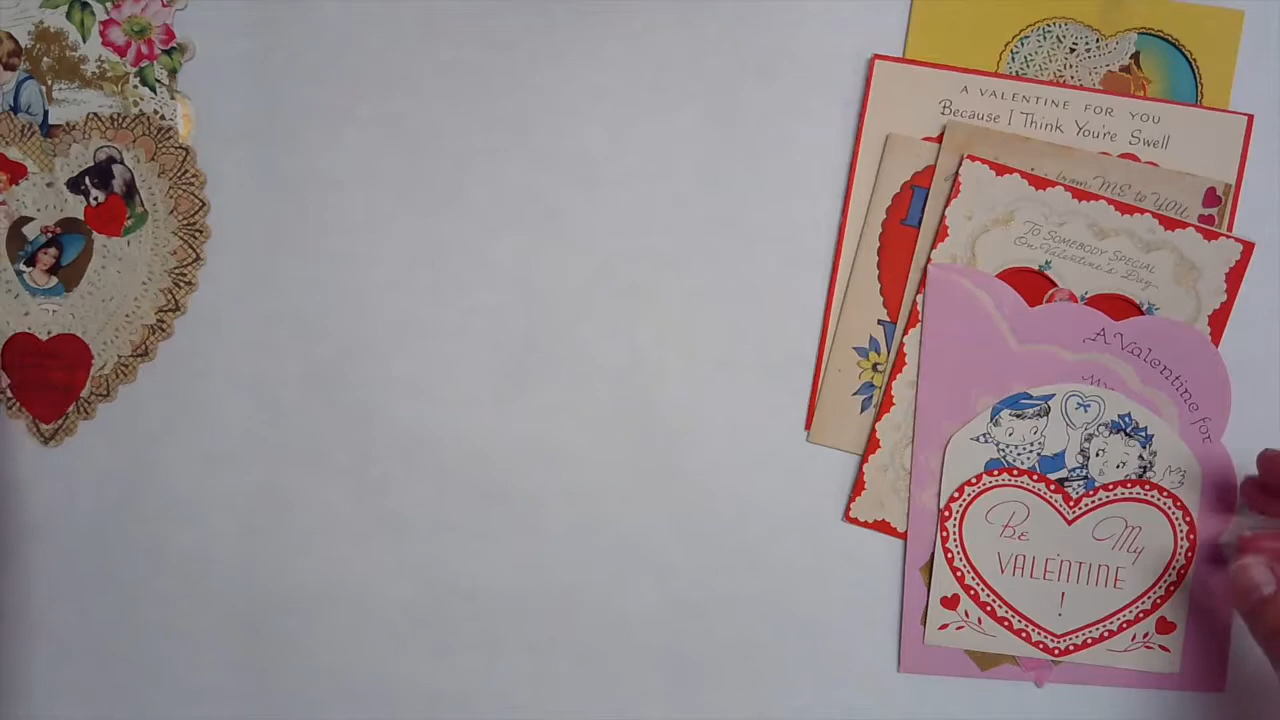 A VALENTINE FOR YOU
Because I Think You're Swell
from ME to YOU
To SOMEBODY SPECIAL
On Valentine's Day
A Valentine for
My
Be My
VALENTINE
!